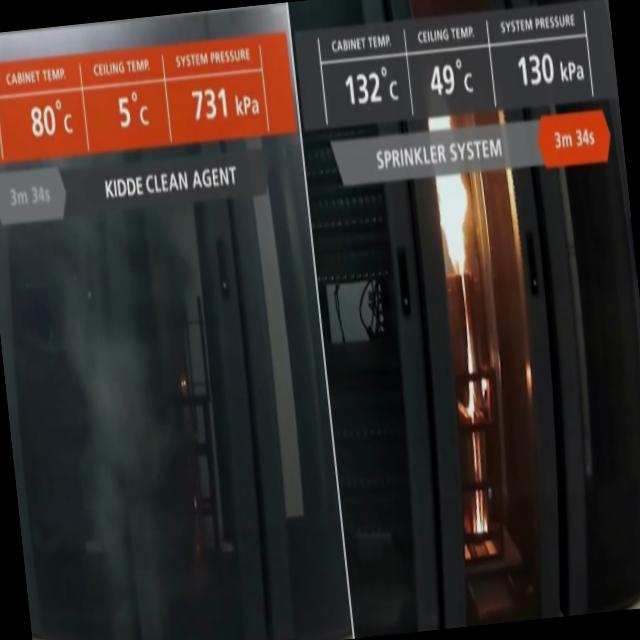 CABINET TEMP. CEILING TEMP. SYSTEM PRESSURE
80°C 5°C 731 kPa
3m 34s KIDDE CLEAN AGENT
CABINET TEMP. CEILING TEMP. SYSTEM PRESSURE
132°C 49°C 130 kPa
SPRINKLER SYSTEM 3m 34s